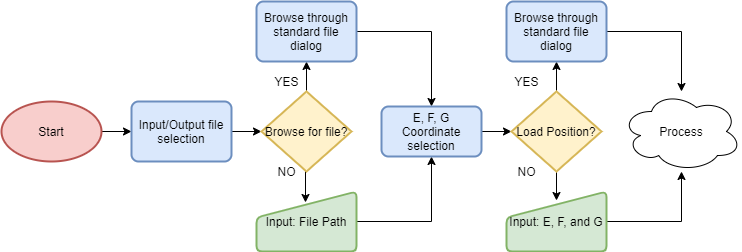 Start
Input/Output file
selection
Browse for file?
YES
Browse through
standard file
dialog
NO
Input: File Path
E, F, G
Coordinate
selection
Load Position?
YES
Browse through
standard file
dialog
NO
Input: E, F, and G
Process